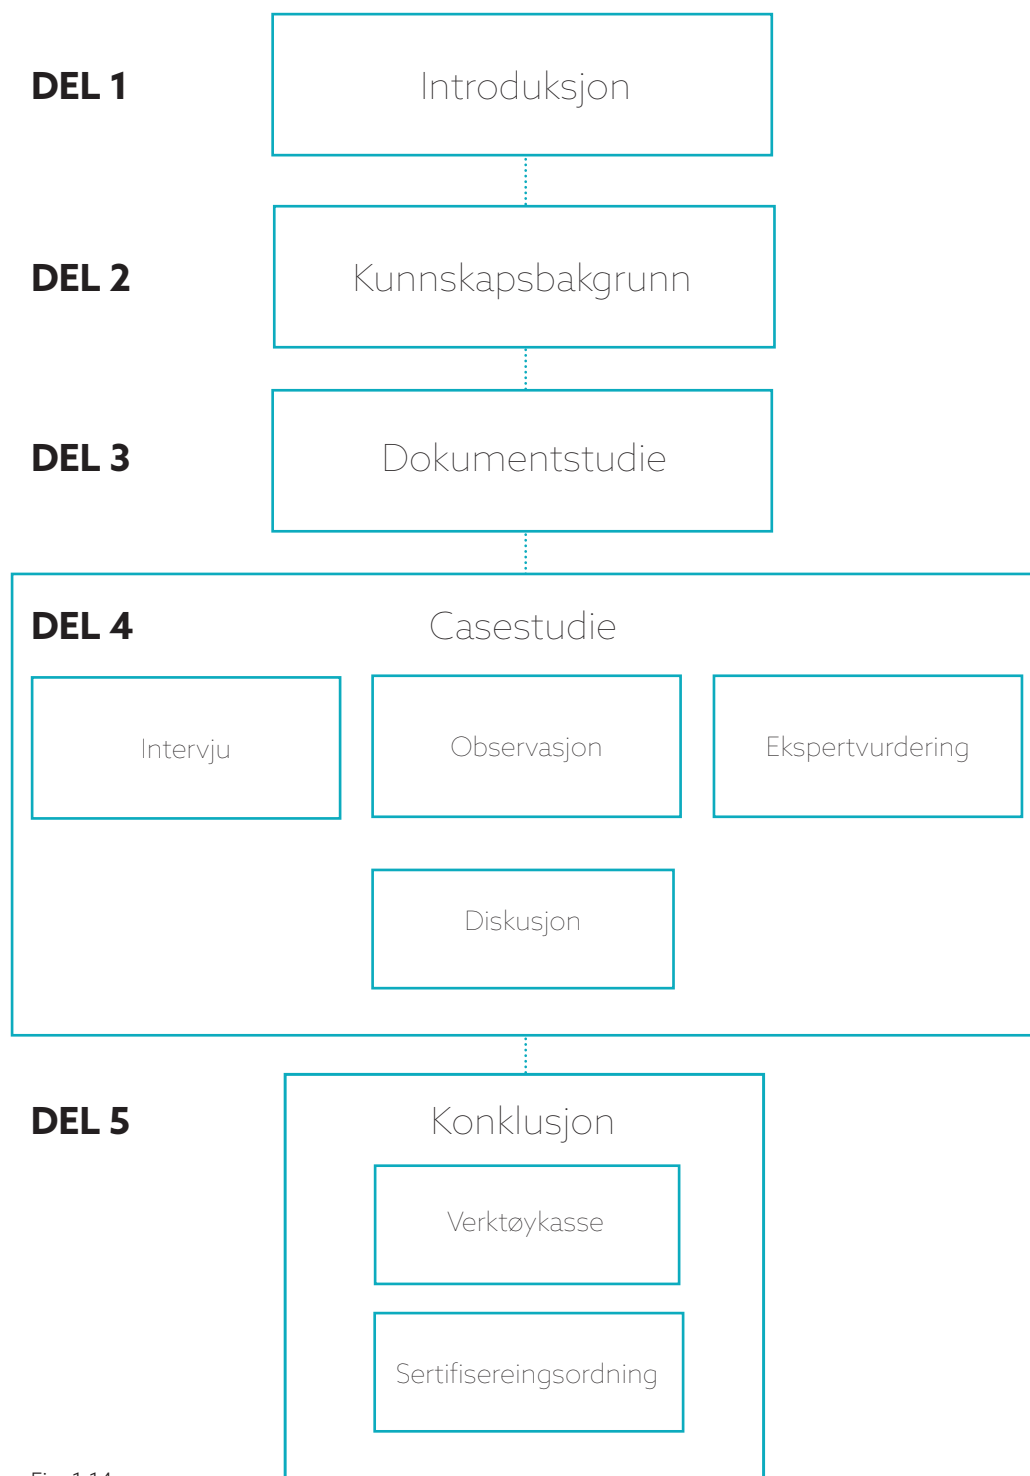 DEL 1
Introduksjon
DEL 2
Kunnskapsbakgrunn
DEL 3
Dokumentstudie
DEL 4
Casestudie
Intervju
Observasjon
Ekspertvurdering
Diskusjon
DEL 5
Konklusjon
Verktøykasse
Sertifisereingsordning